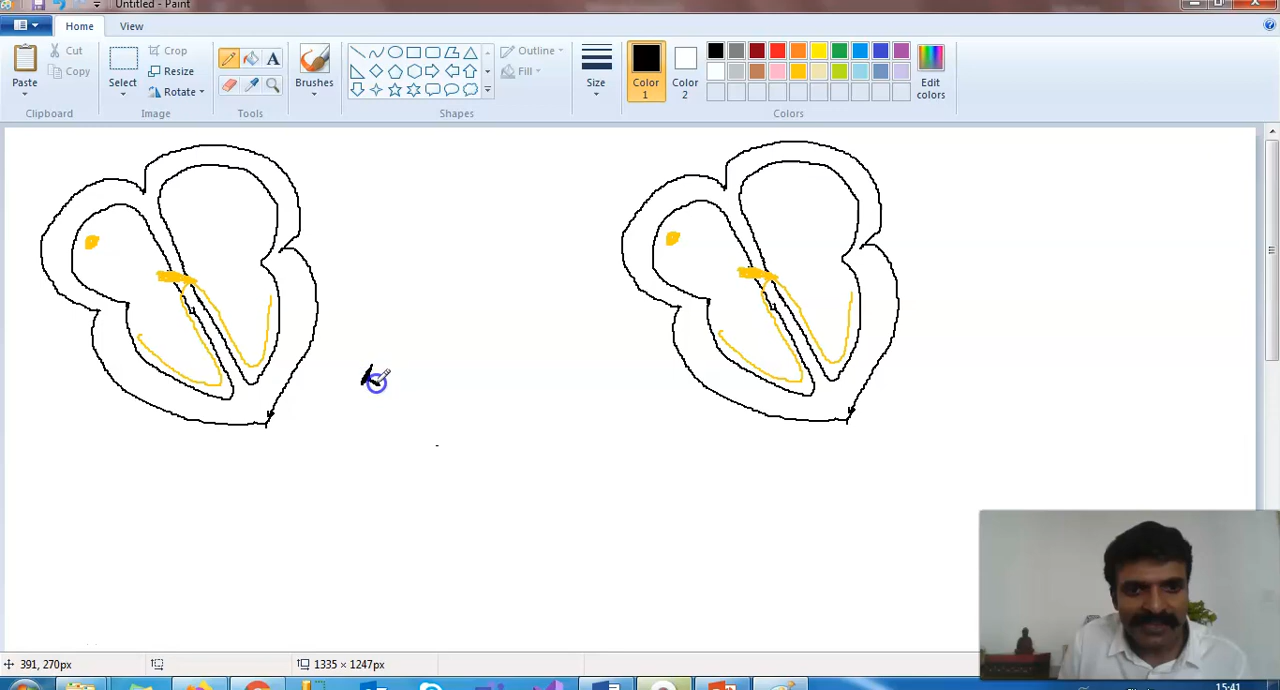 Untitled - Paint
Home
View
Paste
Cut
Copy
Clipboard
Select
Crop
Resize
Rotate
Image
Tools
Brushes
Shapes
Outline
Fill
Size
Color
1
Color
2
Edit
colors
Colors
391, 270px
1335 × 1247px
15:41